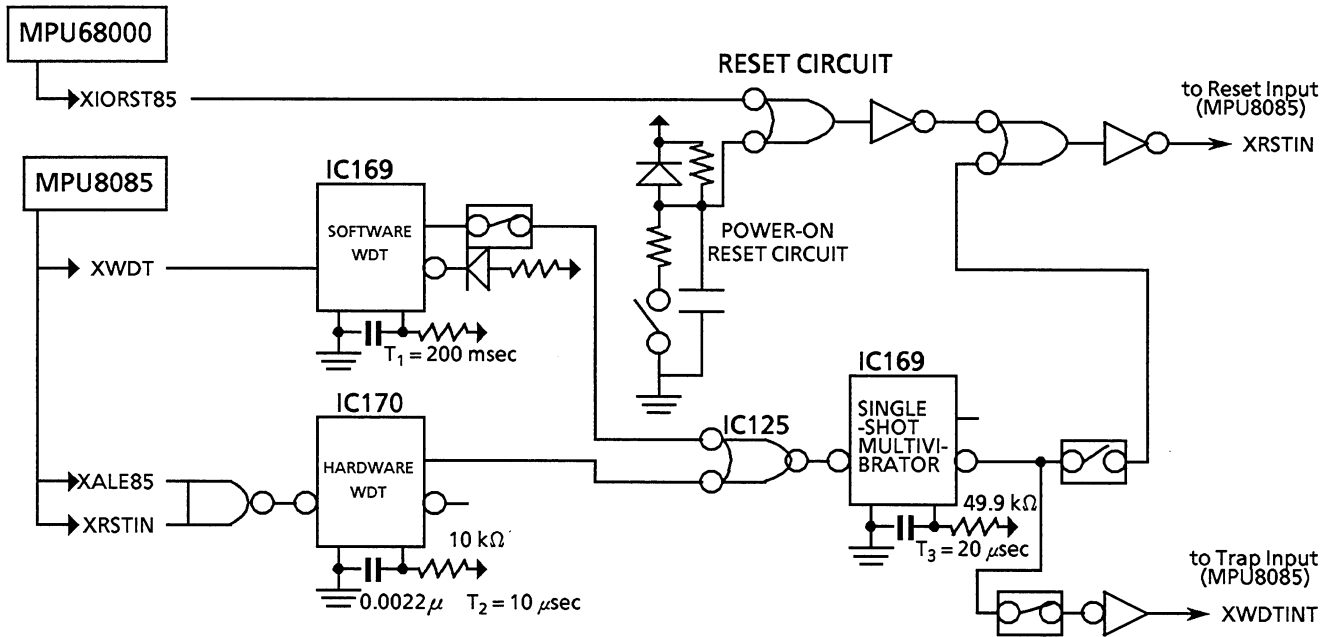 MPU68000
RESET CIRCUIT
XIORST85
to Reset Input
(MPU8085)
XRSTIN
MPU8085
IC169
SOFTWARE
WDT
POWER-ON
RESET CIRCUIT
XWDT
T₁ = 200 msec
IC169
IC170
SINGLE
-SHOT
MULTIVI-
BRATOR
IC125
HARDWARE
WDT
XALE85
XRSTIN
49.9 kΩ
T₃ = 20 μsec
10 kΩ
0.0022 μ T₂ = 10 μsec
to Trap Input
(MPU8085)
XWDTINT